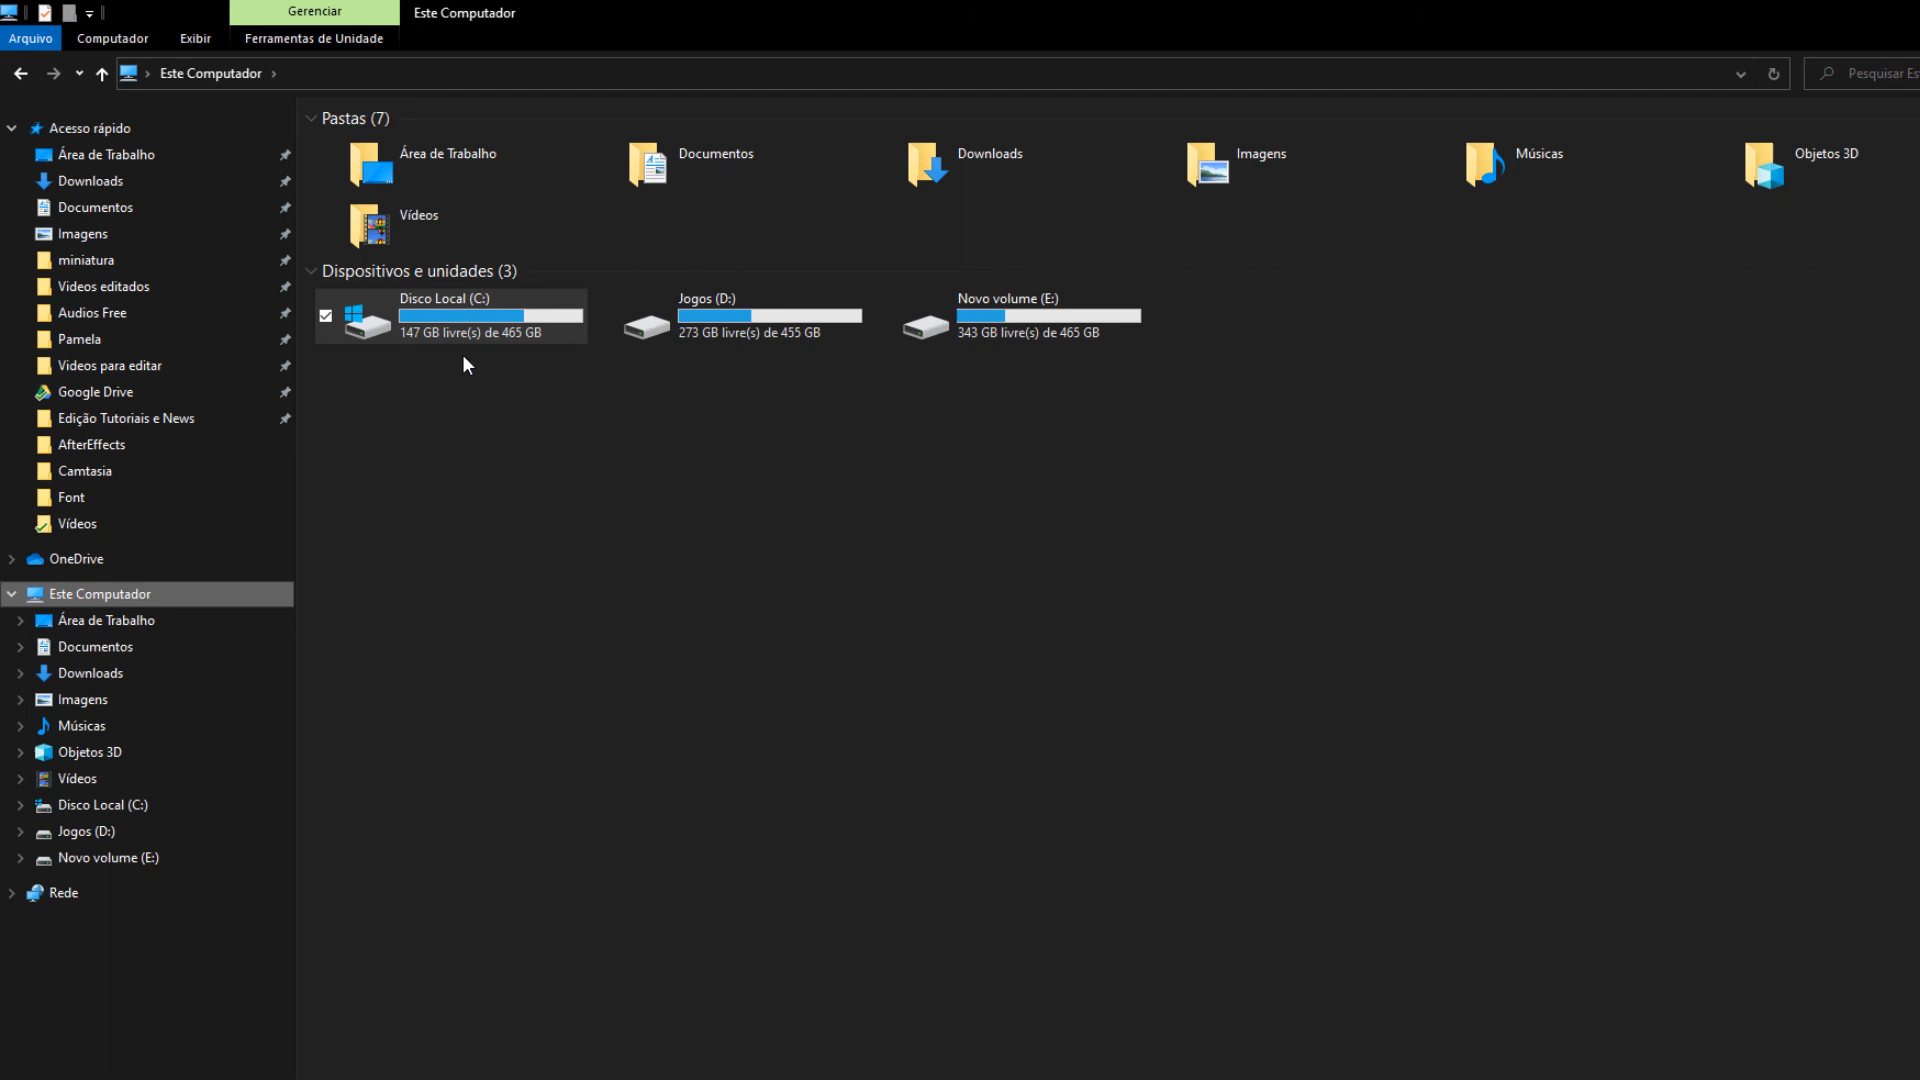 Gerenciar
Este Computador
Arquivo
Computador
Exibir
Ferramentas de Unidade
Este Computador
Pesquisar Es
Acesso rápido
Área de Trabalho
Downloads
Documentos
Imagens
miniatura
Videos editados
Audios Free
Pamela
Videos para editar
Google Drive
Edição Tutoriais e News
AfterEffects
Camtasia
Font
Vídeos
OneDrive
Este Computador
Área de Trabalho
Documentos
Downloads
Imagens
Músicas
Objetos 3D
Vídeos
Disco Local (C:)
Jogos (D:)
Novo volume (E:)
Rede
Pastas (7)
Área de Trabalho
Documentos
Downloads
Imagens
Músicas
Objetos 3D
Vídeos
Dispositivos e unidades (3)
Disco Local (C:)
147 GB livre(s) de 465 GB
Jogos (D:)
273 GB livre(s) de 455 GB
Novo volume (E:)
343 GB livre(s) de 465 GB